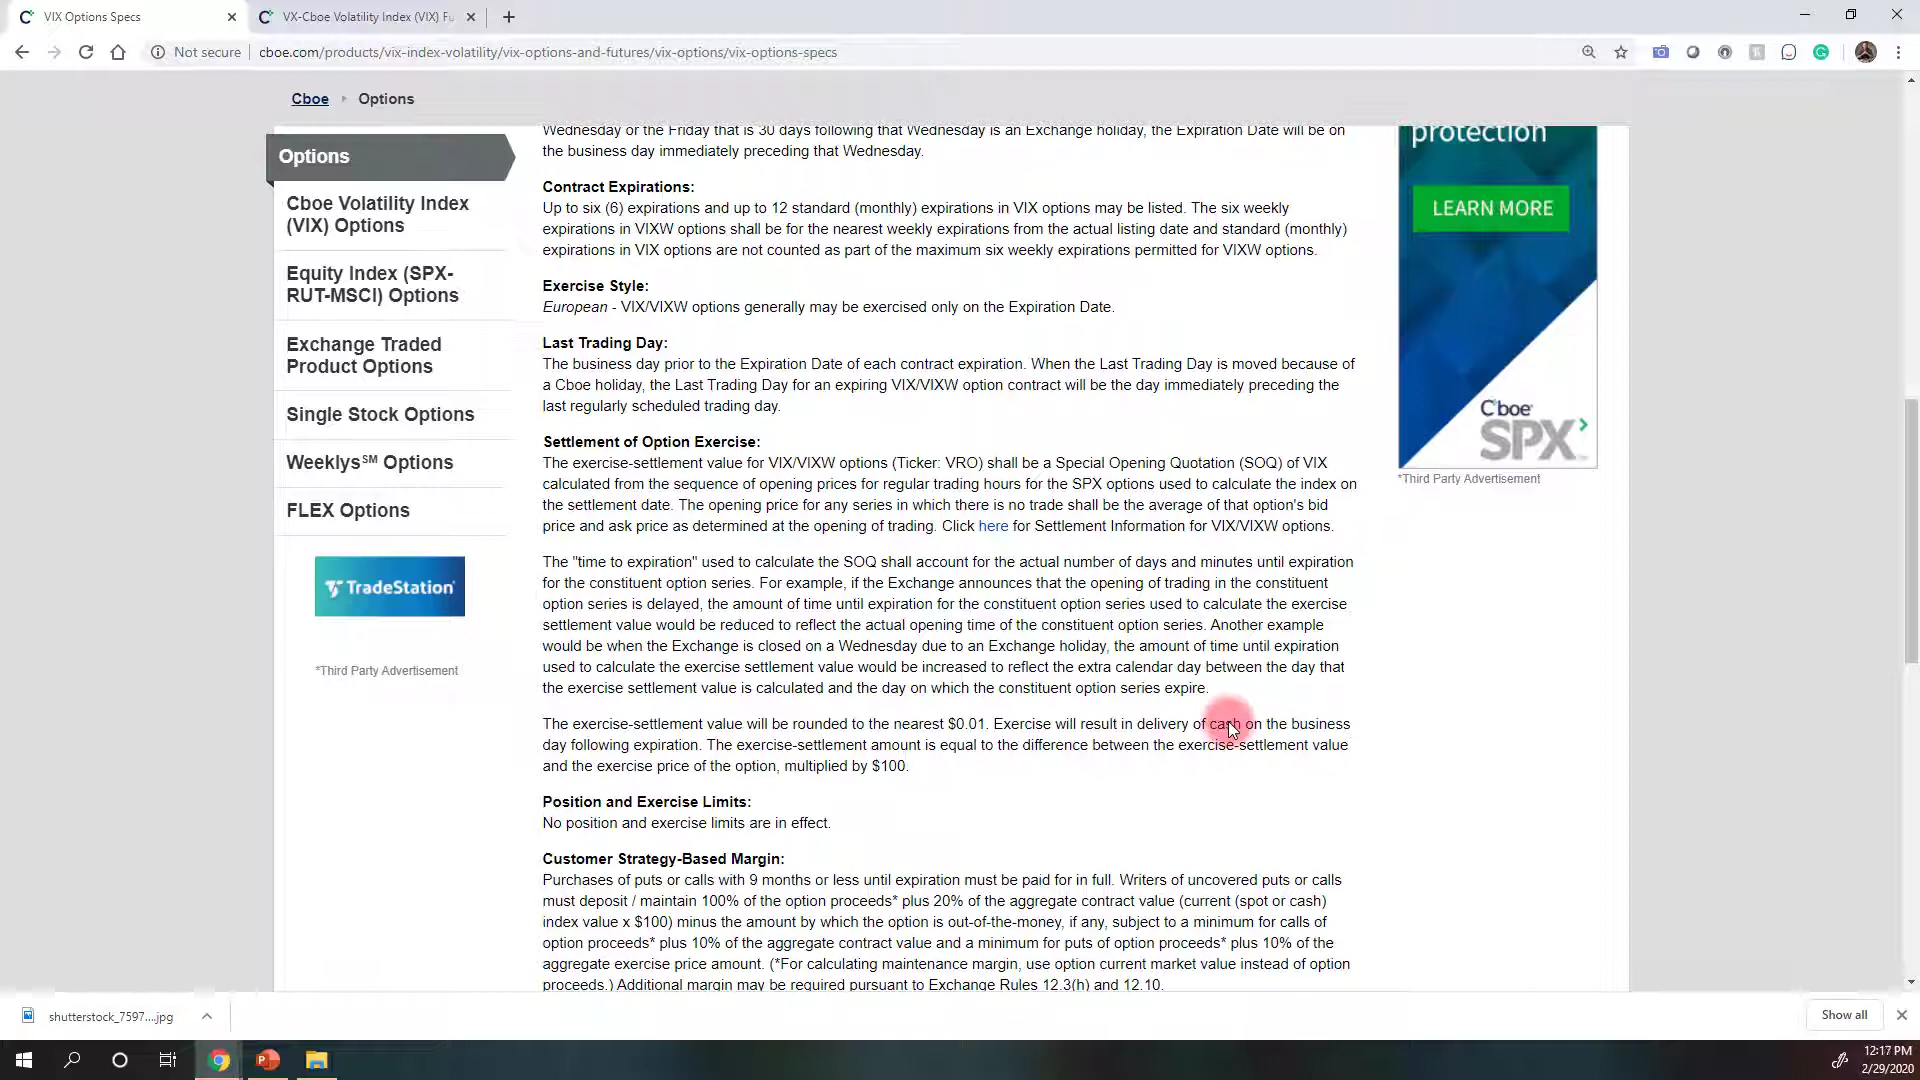 VIX Options Specs
VX-Cboe Volatility Index (VIX) Fu
Not secure
cboe.com/products/vix-index-volatility/vix-options-and-futures/vix-options/vix-options-specs
Cboe
Options
Options
Cboe Volatility Index
(VIX) Options
Equity Index (SPX-
RUT-MSCI) Options
Exchange Traded
Product Options
Single Stock Options
Weeklys℠ Options
FLEX Options
TradeStation
*Third Party Advertisement
Wednesday or the Friday that is 30 days following that Wednesday is an Exchange holiday, the Expiration Date will be on
the business day immediately preceding that Wednesday.
Contract Expirations:
Up to six (6) expirations and up to 12 standard (monthly) expirations in VIX options may be listed. The six weekly
expirations in VIXW options shall be for the nearest weekly expirations from the actual listing date and standard (monthly)
expirations in VIX options are not counted as part of the maximum six weekly expirations permitted for VIXW options.
Exercise Style:
European - VIX/VIXW options generally may be exercised only on the Expiration Date.
Last Trading Day:
The business day prior to the Expiration Date of each contract expiration. When the Last Trading Day is moved because of
a Cboe holiday, the Last Trading Day for an expiring VIX/VIXW option contract will be the day immediately preceding the
last regularly scheduled trading day.
Settlement of Option Exercise:
The exercise-settlement value for VIX/VIXW options (Ticker: VRO) shall be a Special Opening Quotation (SOQ) of VIX
calculated from the sequence of opening prices for regular trading hours for the SPX options used to calculate the index on
the settlement date. The opening price for any series in which there is no trade shall be the average of that option's bid
price and ask price as determined at the opening of trading. Click here for Settlement Information for VIX/VIXW options.
The "time to expiration" used to calculate the SOQ shall account for the actual number of days and minutes until expiration
for the constituent option series. For example, if the Exchange announces that the opening of trading in the constituent
option series is delayed, the amount of time until expiration for the constituent option series used to calculate the exercise
settlement value would be reduced to reflect the actual opening time of the constituent option series. Another example
would be when the Exchange is closed on a Wednesday due to an Exchange holiday, the amount of time until expiration
used to calculate the exercise settlement value would be increased to reflect the extra calendar day between the day that
the exercise settlement value is calculated and the day on which the constituent option series expire.
The exercise-settlement value will be rounded to the nearest $0.01. Exercise will result in delivery of cash on the business
day following expiration. The exercise-settlement amount is equal to the difference between the exercise-settlement value
and the exercise price of the option, multiplied by $100.
Position and Exercise Limits:
No position and exercise limits are in effect.
Customer Strategy-Based Margin:
Purchases of puts or calls with 9 months or less until expiration must be paid for in full. Writers of uncovered puts or calls
must deposit / maintain 100% of the option proceeds* plus 20% of the aggregate contract value (current (spot or cash)
index value x $100) minus the amount by which the option is out-of-the-money, if any, subject to a minimum for calls of
option proceeds* plus 10% of the aggregate contract value and a minimum for puts of option proceeds* plus 10% of the
aggregate exercise price amount. (*For calculating maintenance margin, use option current market value instead of option
proceeds.) Additional margin may be required pursuant to Exchange Rules 12.3(h) and 12.10.
protection
LEARN MORE
Cboe
SPX
*Third Party Advertisement
shutterstock_7597....jpg
Show all
12:17 PM
2/29/2020